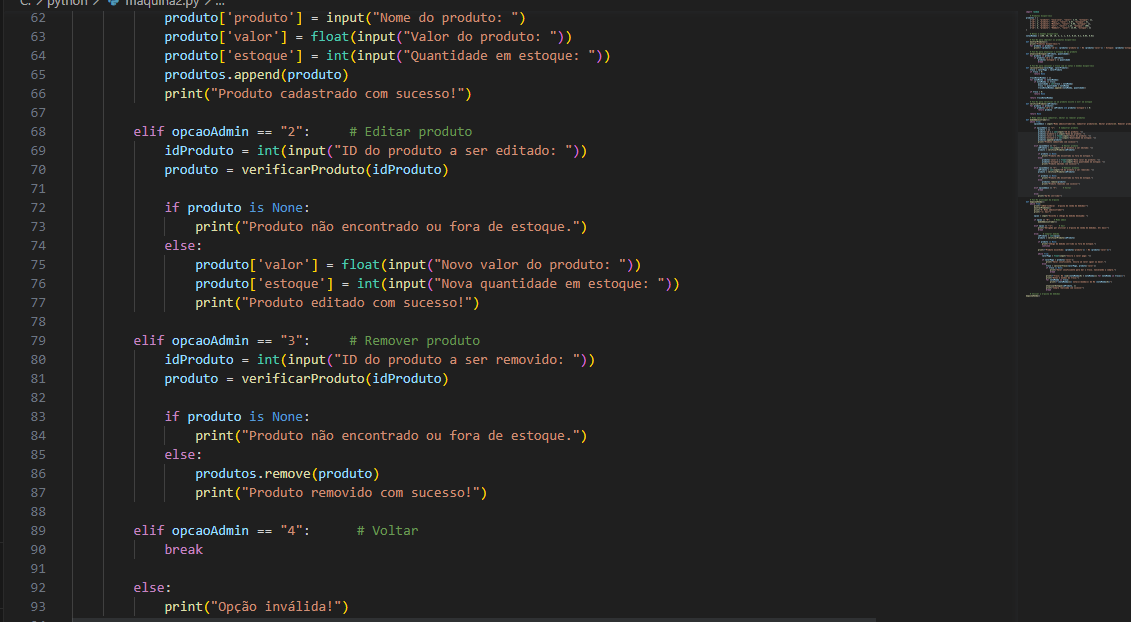 C: > python > maquina2.py > ...
62 produto['produto'] = input("Nome do produto: ")
63 produto['valor'] = float(input("Valor do produto: "))
64 produto['estoque'] = int(input("Quantidade em estoque: "))
65 produtos.append(produto)
66 print("Produto cadastrado com sucesso!")
67
68 elif opcaoAdmin == "2":     # Editar produto
69 idProduto = int(input("ID do produto a ser editado: "))
70 produto = verificarProduto(idProduto)
71
72 if produto is None:
73 print("Produto não encontrado ou fora de estoque.")
74 else:
75 produto['valor'] = float(input("Novo valor do produto: "))
76 produto['estoque'] = int(input("Nova quantidade em estoque: "))
77 print("Produto editado com sucesso!")
78
79 elif opcaoAdmin == "3":     # Remover produto
80 idProduto = int(input("ID do produto a ser removido: "))
81 produto = verificarProduto(idProduto)
82
83 if produto is None:
84 print("Produto não encontrado ou fora de estoque.")
85 else:
86 produtos.remove(produto)
87 print("Produto removido com sucesso!")
88
89 elif opcaoAdmin == "4":      # Voltar
90 break
91
92 else:
93 print("Opção inválida!")